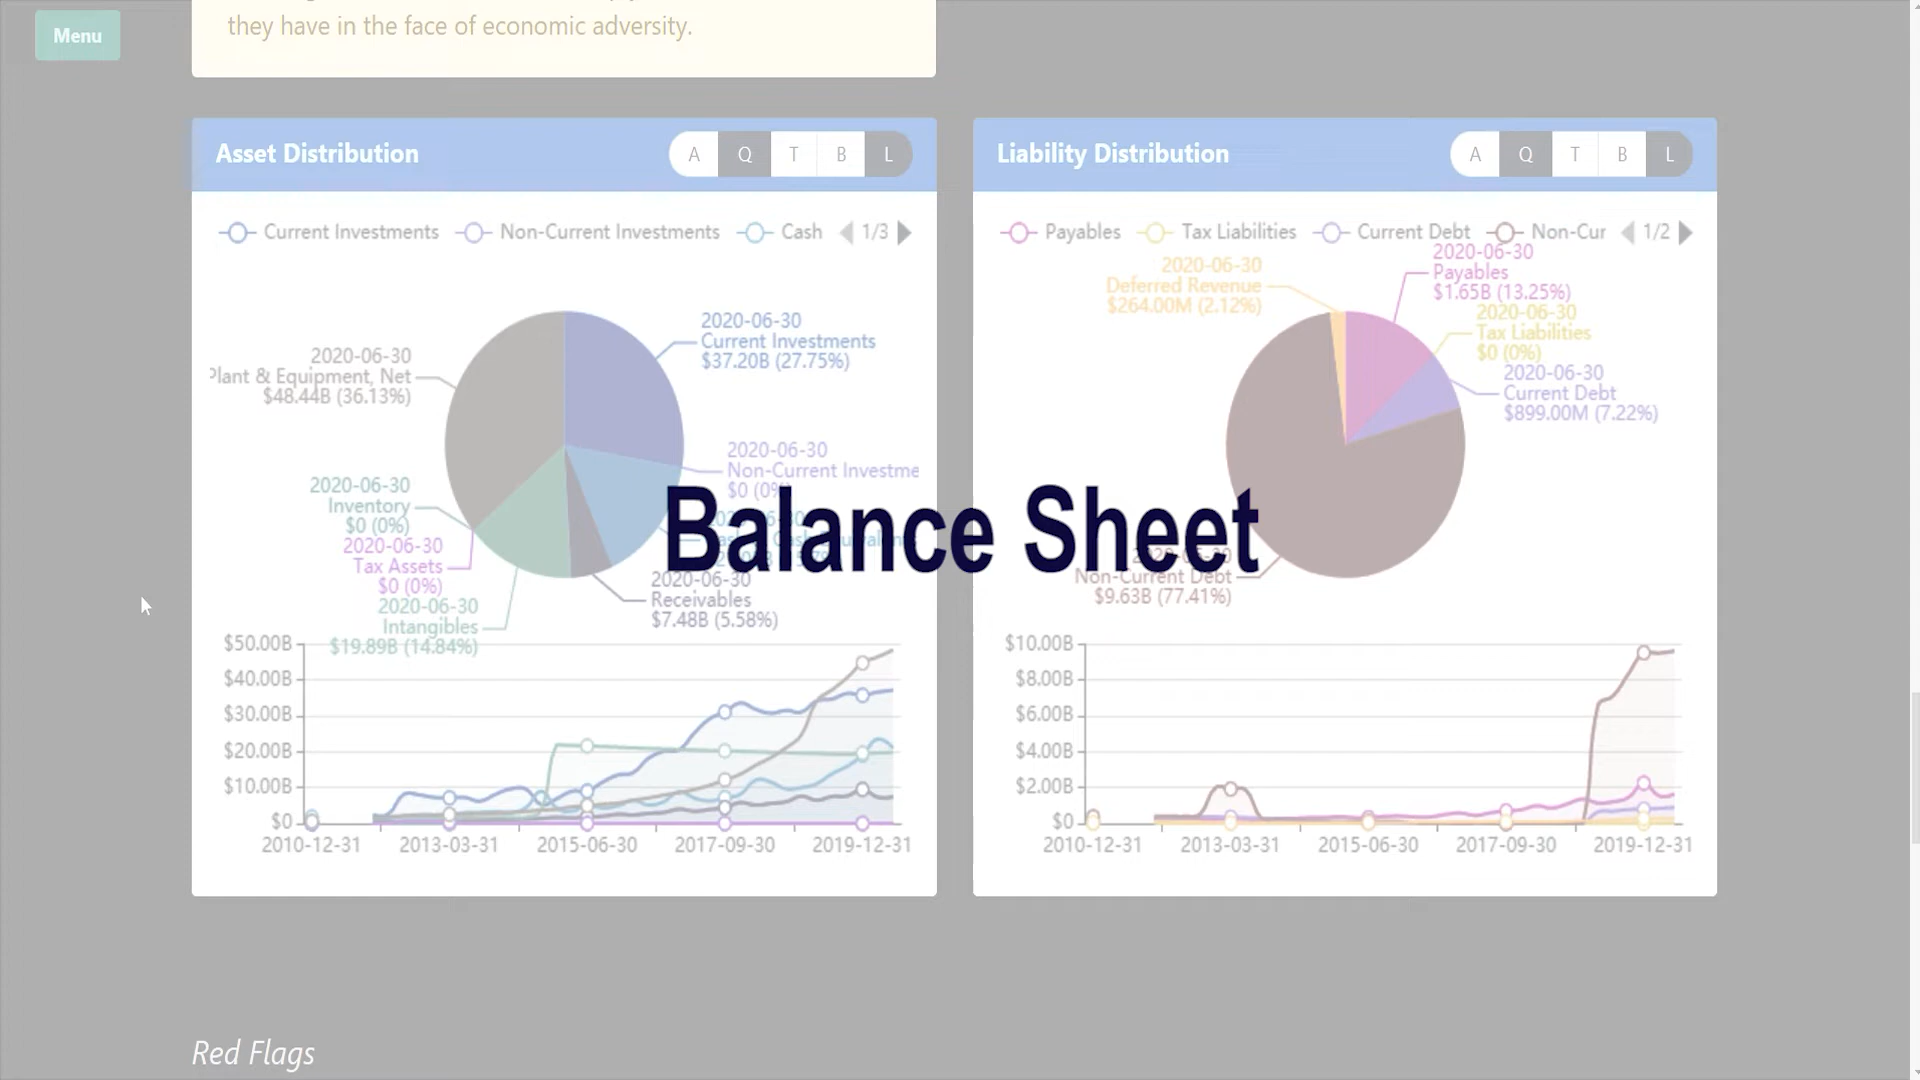 they have in the face of economic adversity.
Menu
Asset Distribution
A Q T B L
Current Investments Non-Current Investments Cash 1/3
2020-06-30
Current Investments
$37.20B (27.75%)
2020-06-30
Plant & Equipment, Net
$48.44B (36.13%)
2020-06-30
Non-Current Investme
$0 (0%)
2020-06-30
Inventory
$0 (0%)
2020-06-30
Tax Assets
$0 (0%)
2020-06-30
Receivables
$7.48B (5.58%)
2020-06-30
Intangibles
$19.89B (14.84%)
$50.00B
$40.00B
$30.00B
$20.00B
$10.00B
$0
2010-12-31 2013-03-31 2015-06-30 2017-09-30 2019-12-31
Balance Sheet
Liability Distribution
A Q T B L
Payables Tax Liabilities Current Debt Non-Cur 1/2
2020-06-30
Payables
$1.65B (13.25%)
2020-06-30
Deferred Revenue
$264.00M (2.12%)
2020-06-30
Tax Liabilities
$0 (0%)
2020-06-30
Current Debt
$899.00M (7.22%)
2020-06-30
Non-Current Debt
$9.63B (77.41%)
$10.00B
$8.00B
$6.00B
$4.00B
$2.00B
$0
2010-12-31 2013-03-31 2015-06-30 2017-09-30 2019-12-31
Red Flags